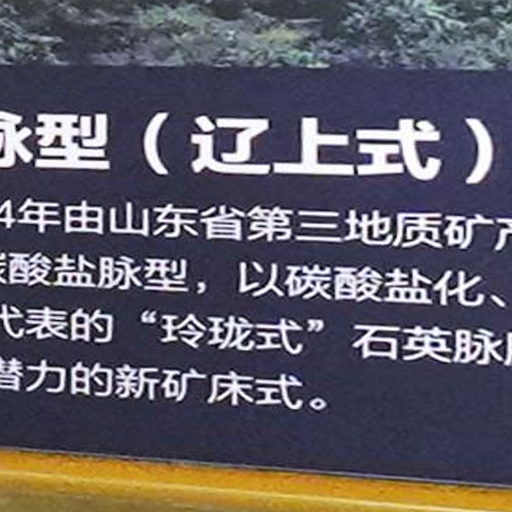 脉型（辽上式）
4年由山东省第三地质矿产
碳酸盐脉型，以碳酸盐化、
代表的“玲珑式”石英脉
潜力的新矿床式。